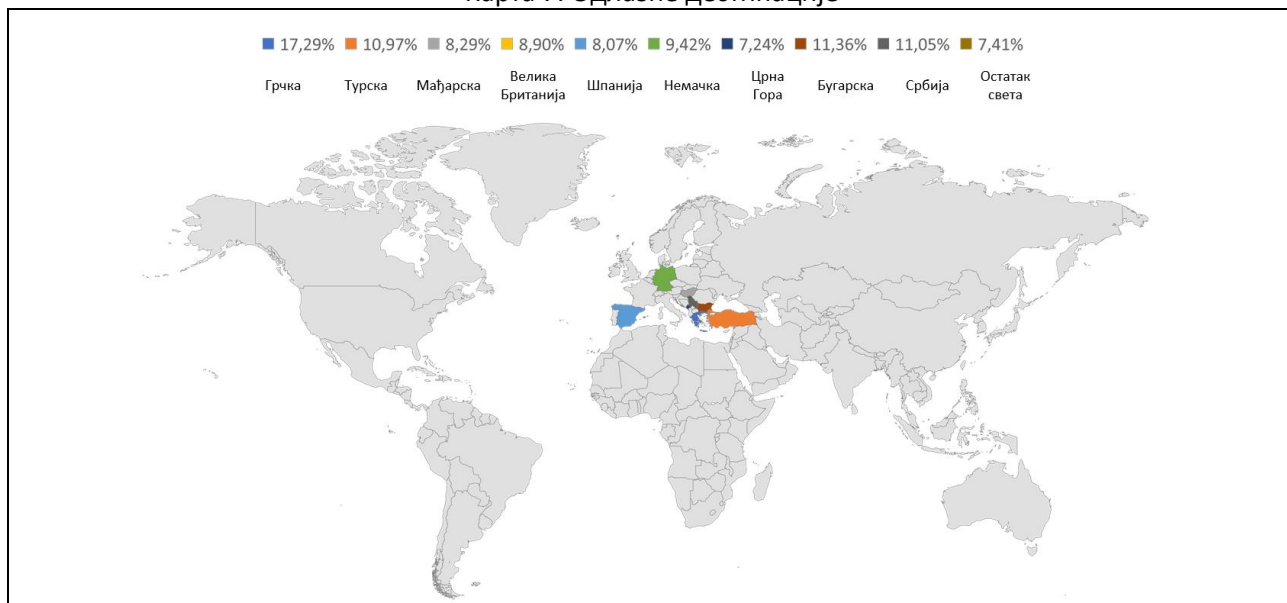 17,29% 10,97% 8,29% 8,90% 8,07% 9,42% 7,24% 11,36% 11,05% 7,41%
Грчка Турска Мађарска Велика Британија Шпанија Немачка Црна Гора Бугарска Србија Остатак света